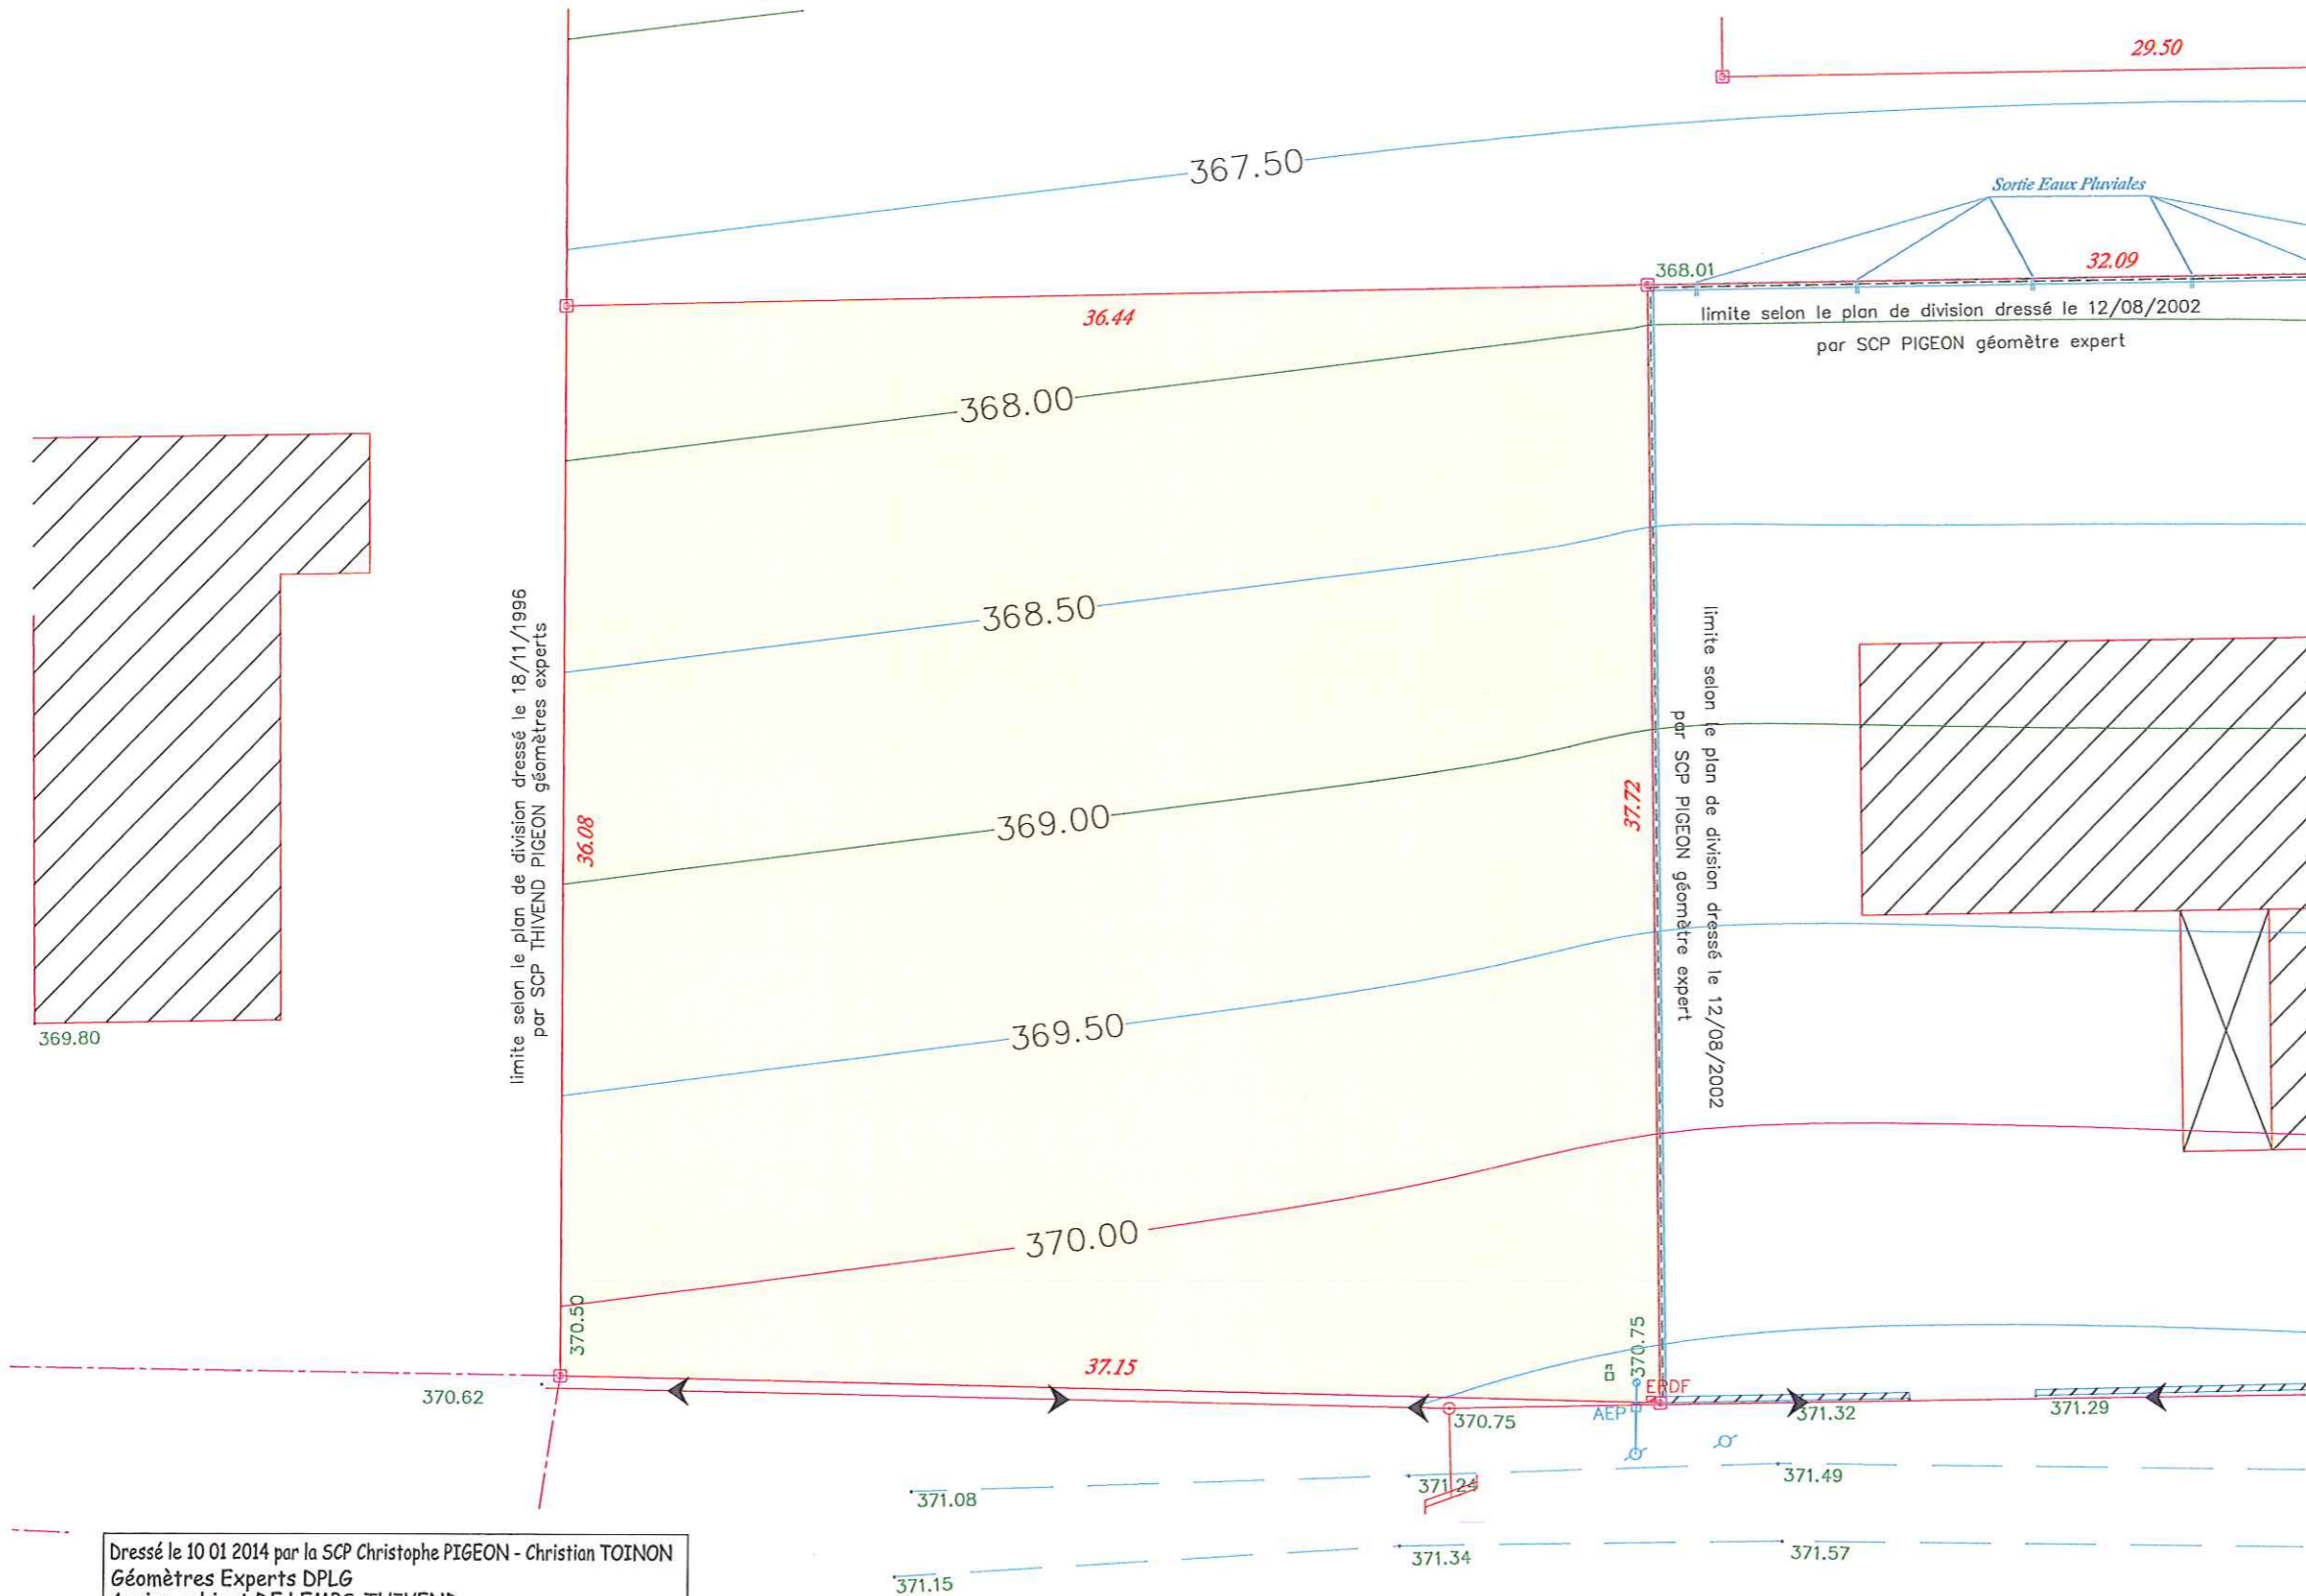 29.50
367.50
Sortie Eaux Pluviales
368.01
32.09
36.44
limite selon le plan de division dressé le 12/08/2002
par SCP PIGEON géomètre expert
368.00
368.50
limite selon le plan de division dressé le 18/11/1996
par SCP THIVEND PIGEON géomètres experts
36.08
369.00
37.72
limite selon le plan de division dressé le 12/08/2002
par SCP PIGEON géomètre expert
369.80
369.50
370.00
370.50
370.75
37.15
370.62
ERDF
AEP
370.75
371.32
371.29
371.08
371.24
371.49
371.15
371.34
371.57
Dressé le 10 01 2014 par la SCP Christophe PIGEON - Christian TOINON
Géomètres Experts DPLG